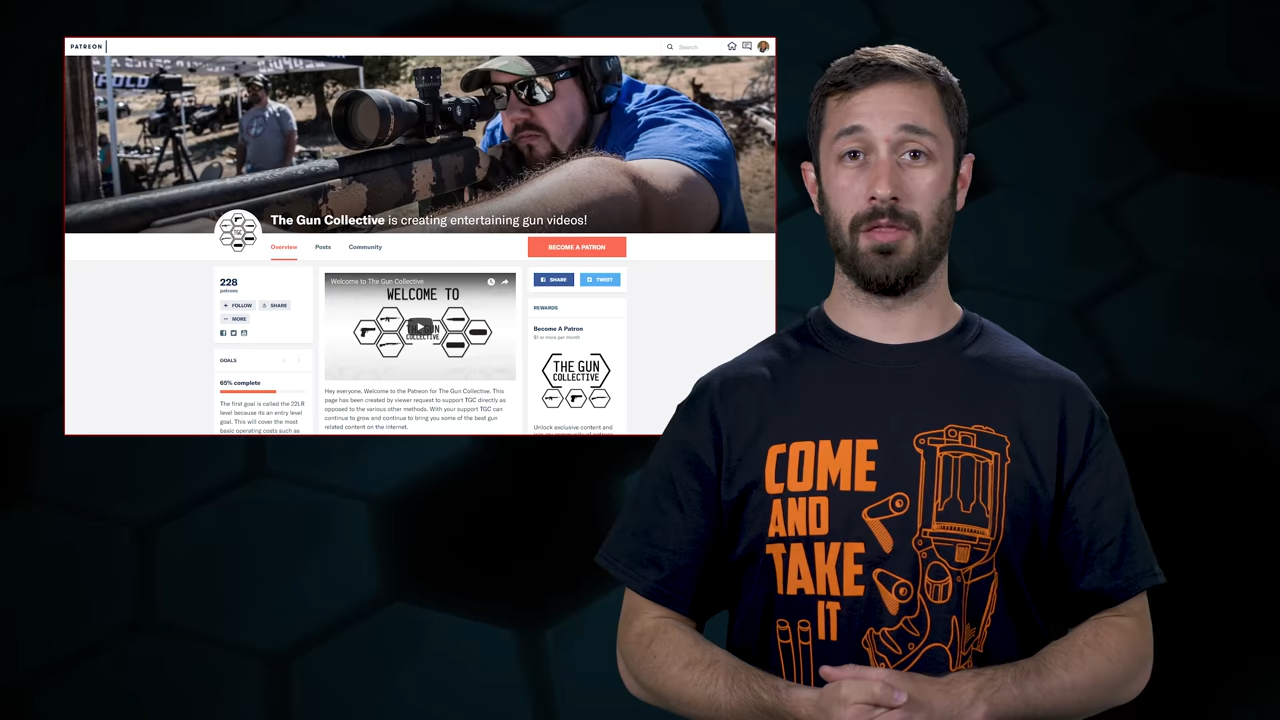 PATREON
Search
The Gun Collective is creating entertaining gun videos!
TGC
Overview
Posts
Community
BECOME A PATRON
228
patrons
FOLLOW
SHARE
MORE
GOALS
65% complete
The first goal is called the 22LR
level because its an entry level
goal. This will cover the most
basic operating costs such as
Welcome to The Gun Collective
WELCOME TO
THE GUN
COLLECTIVE
Hey everyone, Welcome to the Patreon for The Gun Collective. This
page has been created by viewer request to support TGC directly as
opposed to the various other methods. With your support TGC can
continue to grow and continue to bring you some of the best gun
related content on the internet.
SHARE
TWEET
REWARDS
Become A Patron
$1 or more per month
THE GUN
COLLECTIVE
Unlock exclusive content and
COME
AND
TAKE
IT